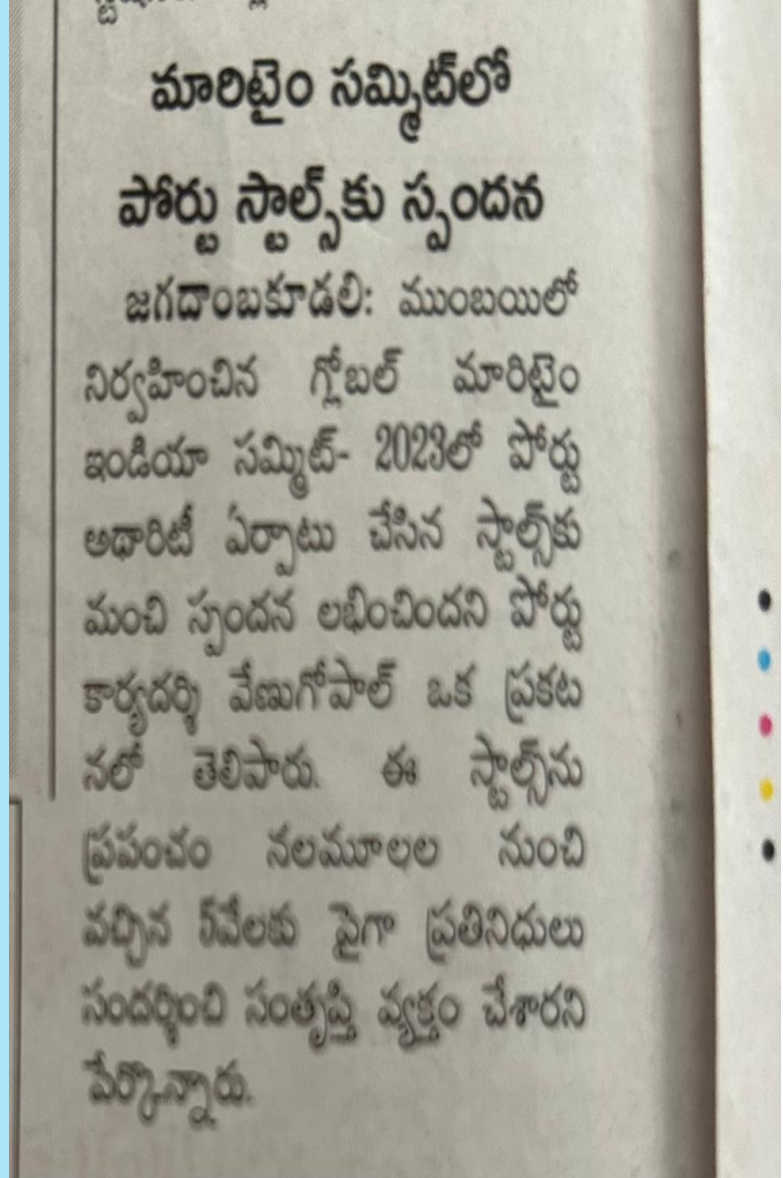 మారిటైం సమ్మిట్‌లో
పోర్టు స్టాల్స్‌కు స్పందన
జగదాంబకూడలి: ముంబయిలో
నిర్వహించిన గ్లోబల్ మారిటైం
ఇండియా సమ్మిట్- 2023లో పోర్టు
అథారిటీ ఏర్పాటు చేసిన స్టాల్స్‌కు
మంచి స్పందన లభించిందని పోర్టు
కార్యదర్శి వేణుగోపాల్ ఒక ప్రకట
నలో తెలిపారు. ఈ స్టాల్స్‌ను
ప్రపంచం నలమూలల నుంచి
వచ్చిన 5వేలకు పైగా ప్రతినిధులు
సందర్శించి సంతృప్తి వ్యక్తం చేశారని
పేర్కొన్నారు.